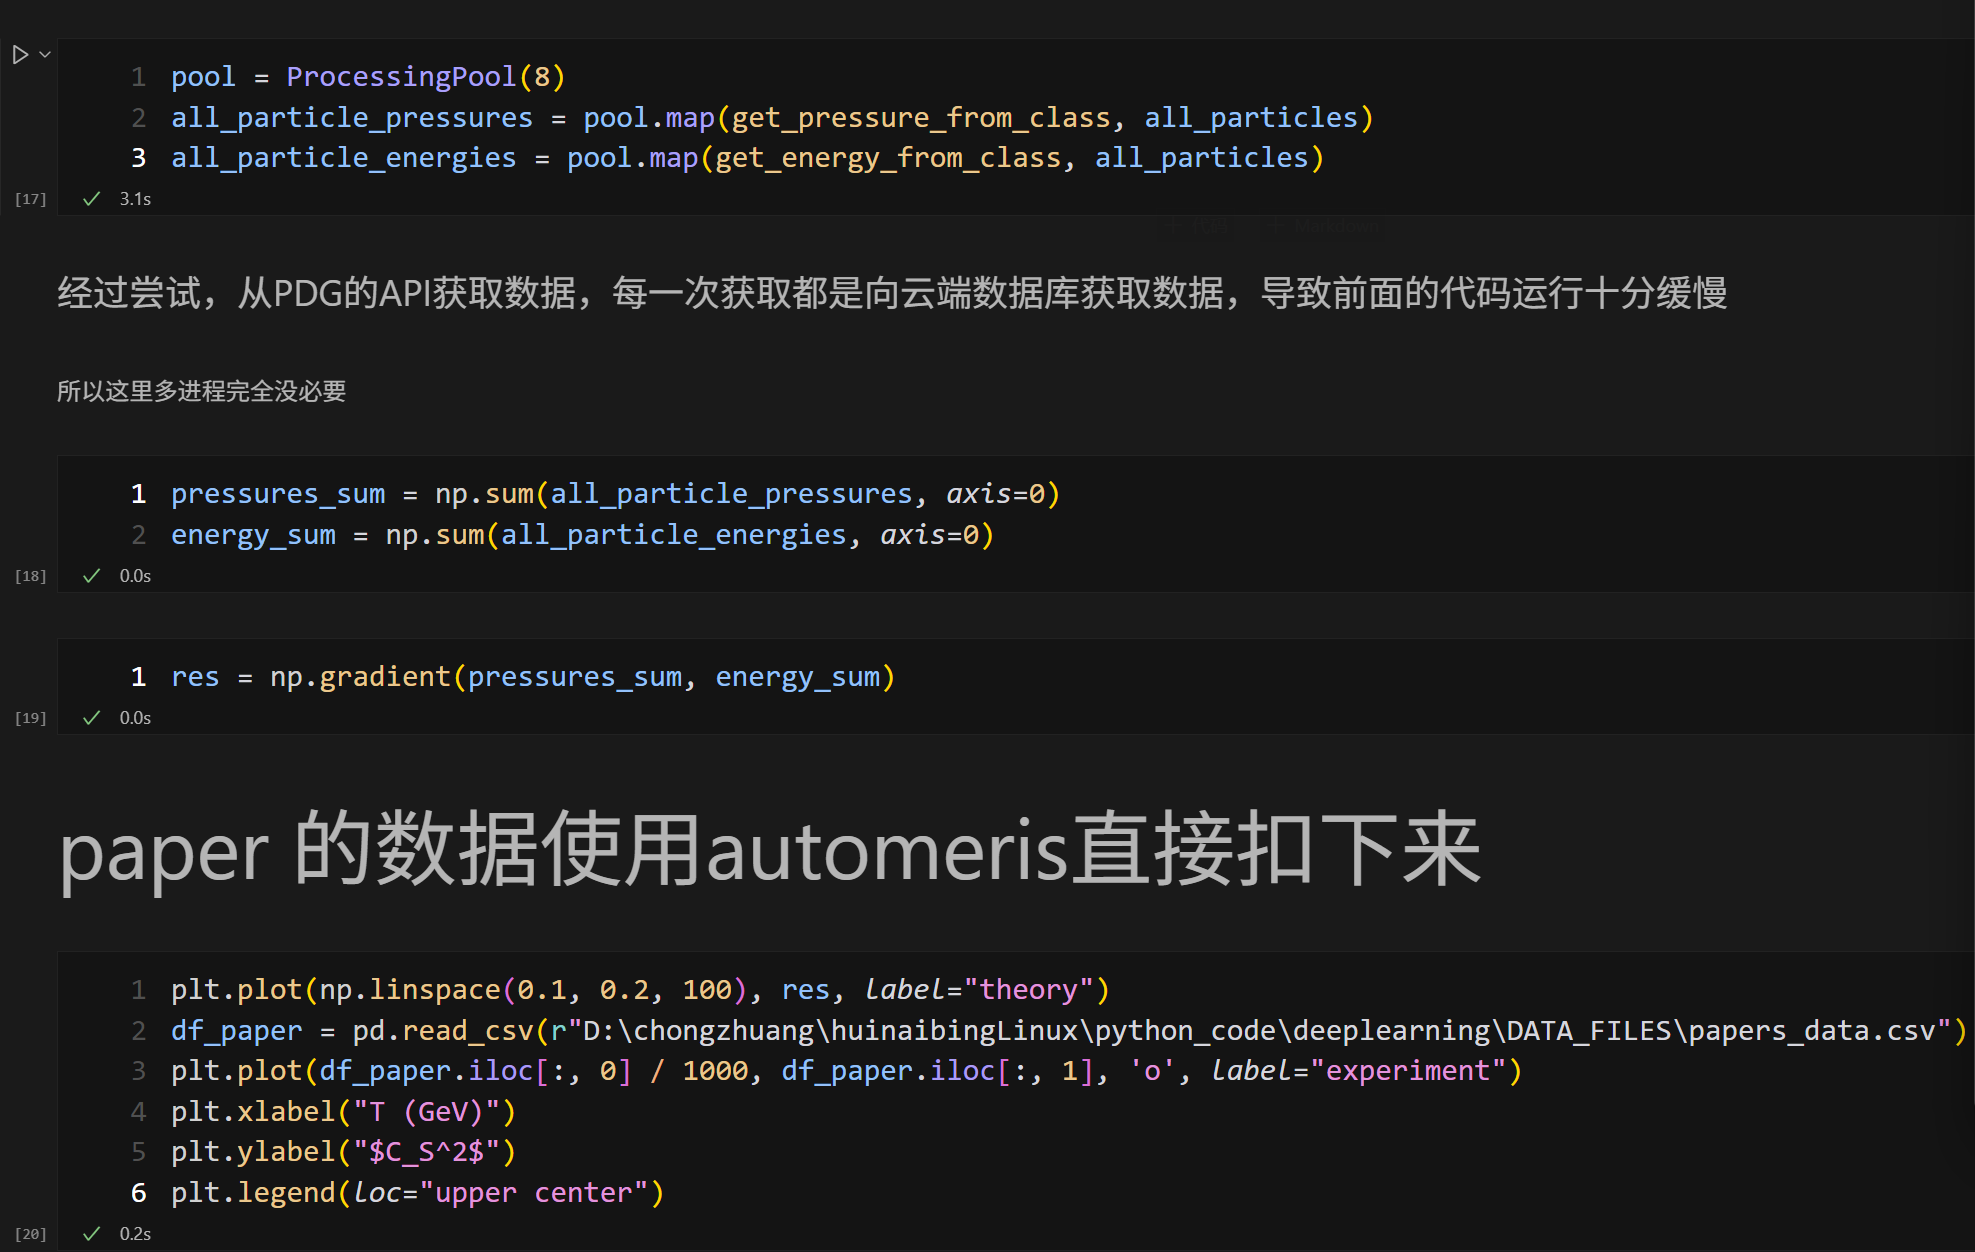 1 pool = ProcessingPool(8)
2 all_particle_pressures = pool.map(get_pressure_from_class, all_particles)
3 all_particle_energies = pool.map(get_energy_from_class, all_particles)
[17] ✓ 3.1s
+ 代码 + Markdown
经过尝试，从PDG的API获取数据，每一次获取都是向云端数据库获取数据，导致前面的代码运行十分缓慢
所以这里多进程完全没必要
1 pressures_sum = np.sum(all_particle_pressures, axis=0)
2 energy_sum = np.sum(all_particle_energies, axis=0)
[18] ✓ 0.0s
1 res = np.gradient(pressures_sum, energy_sum)
[19] ✓ 0.0s
paper 的数据使用automeris直接扣下来
1 plt.plot(np.linspace(0.1, 0.2, 100), res, label="theory")
2 df_paper = pd.read_csv(r"D:\chongzhuang\huinaibingLinux\python_code\deeplearning\DATA_FILES\papers_data.csv")
3 plt.plot(df_paper.iloc[:, 0] / 1000, df_paper.iloc[:, 1], 'o', label="experiment")
4 plt.xlabel("T (GeV)")
5 plt.ylabel("$C_S^2$")
6 plt.legend(loc="upper center")
[20] ✓ 0.2s